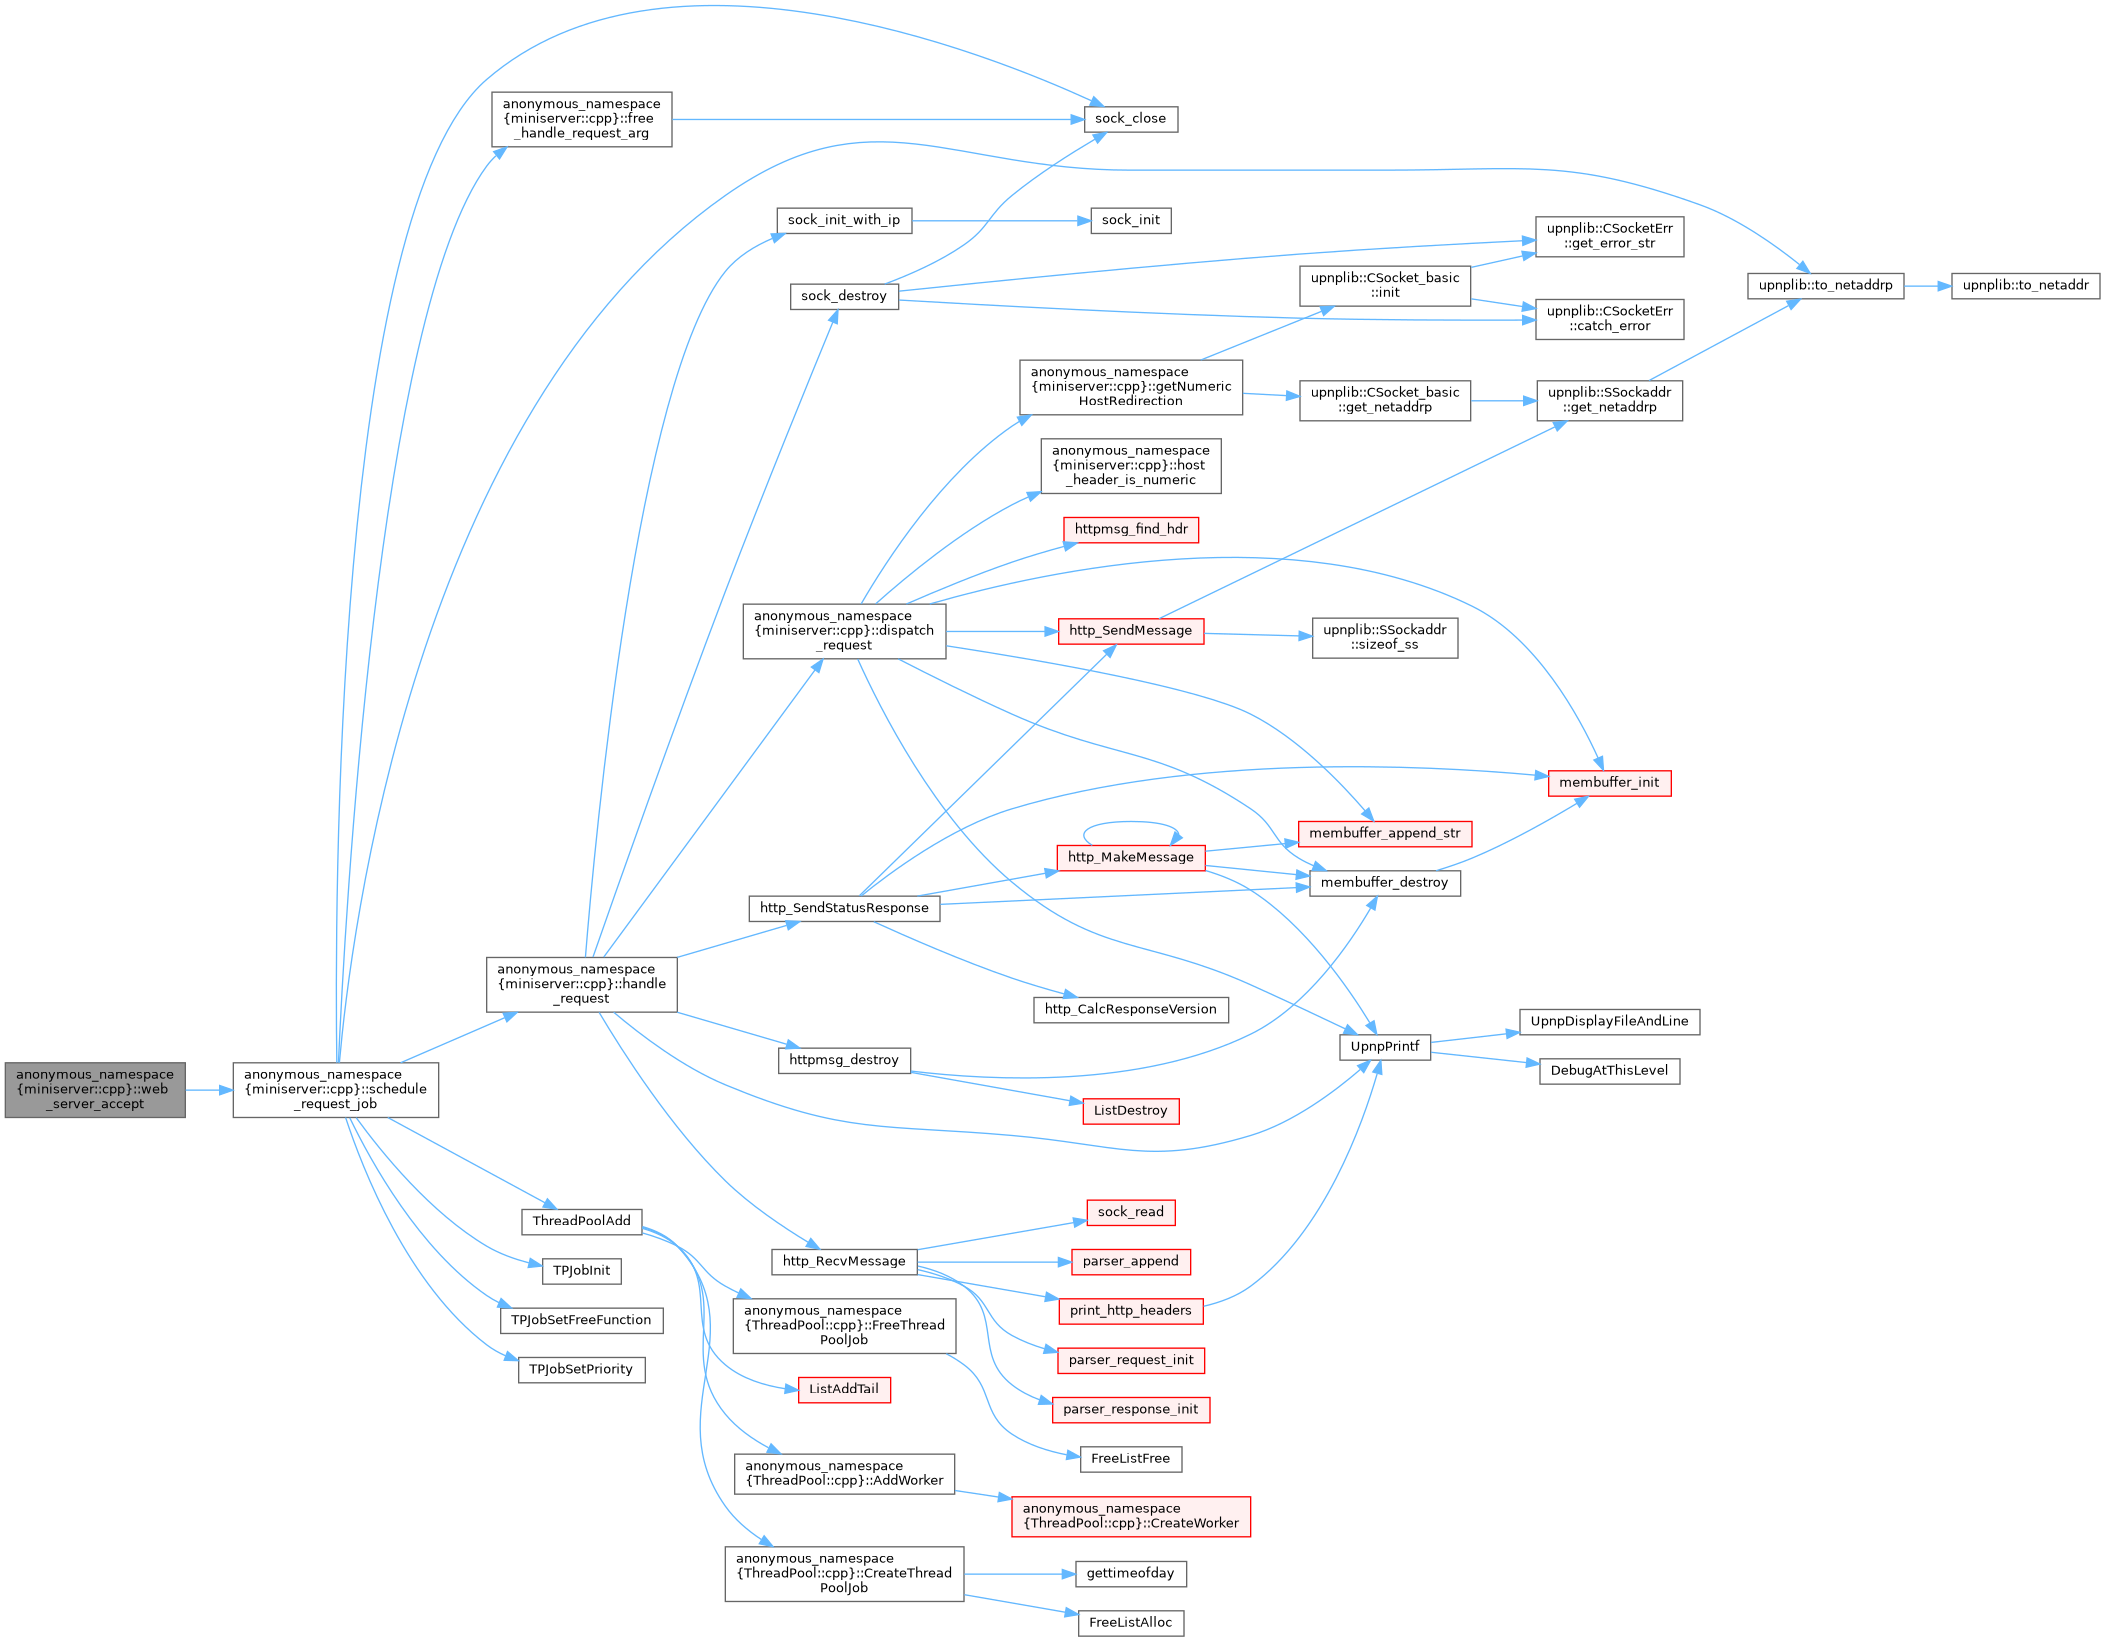 anonymous_namespace
{miniserver::cpp}::web
_server_accept
anonymous_namespace
{miniserver::cpp}::schedule
_request_job
anonymous_namespace
{miniserver::cpp}::free
_handle_request_arg
sock_close
anonymous_namespace
{miniserver::cpp}::handle
_request
sock_init_with_ip
sock_init
sock_destroy
upnplib::CSocketErr
::get_error_str
upnplib::CSocketErr
::catch_error
upnplib::to_netaddrp
upnplib::to_netaddr
anonymous_namespace
{miniserver::cpp}::dispatch
_request
anonymous_namespace
{miniserver::cpp}::getNumeric
HostRedirection
upnplib::CSocket_basic
::init
upnplib::CSocket_basic
::get_netaddrp
upnplib::SSockaddr
::get_netaddrp
anonymous_namespace
{miniserver::cpp}::host
_header_is_numeric
httpmsg_find_hdr
http_SendMessage
upnplib::SSockaddr
::sizeof_ss
membuffer_init
membuffer_append_str
http_MakeMessage
membuffer_destroy
http_SendStatusResponse
http_CalcResponseVersion
UpnpPrintf
UpnpDisplayFileAndLine
DebugAtThisLevel
httpmsg_destroy
ListDestroy
http_RecvMessage
sock_read
parser_append
print_http_headers
parser_request_init
parser_response_init
ThreadPoolAdd
TPJobInit
TPJobSetFreeFunction
TPJobSetPriority
anonymous_namespace
{ThreadPool::cpp}::FreeThread
PoolJob
ListAddTail
FreeListFree
anonymous_namespace
{ThreadPool::cpp}::AddWorker
anonymous_namespace
{ThreadPool::cpp}::CreateWorker
anonymous_namespace
{ThreadPool::cpp}::CreateThread
PoolJob
gettimeofday
FreeListAlloc